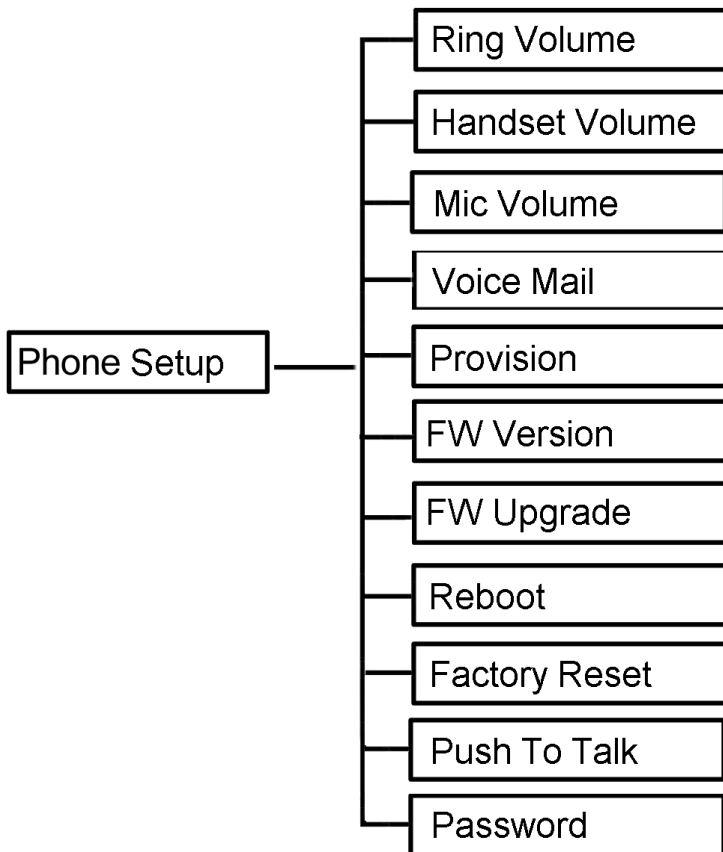 Ring Volume
Handset Volume
Mic Volume
Voice Mail
Phone Setup
Provision
FW Version
FW Upgrade
Reboot
Factory Reset
Push To Talk
Password